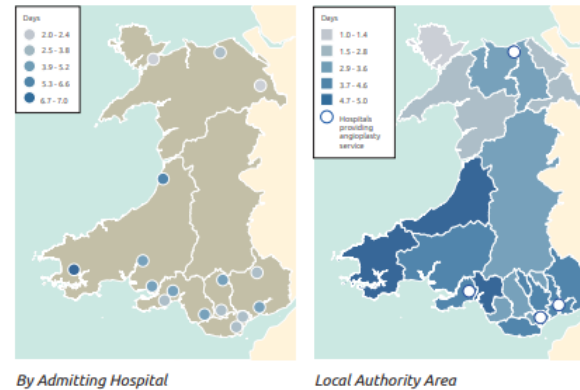 Days
2.0 - 2.4
2.5 - 3.8
3.9 - 5.2
5.3 - 6.6
6.7 - 7.0
Days
1.0 - 1.4
1.5 - 2.8
2.9 - 3.6
3.7 - 4.6
4.7 - 5.0
Hospitals
providing
angioplasty
service
By Admitting Hospital
Local Authority Area